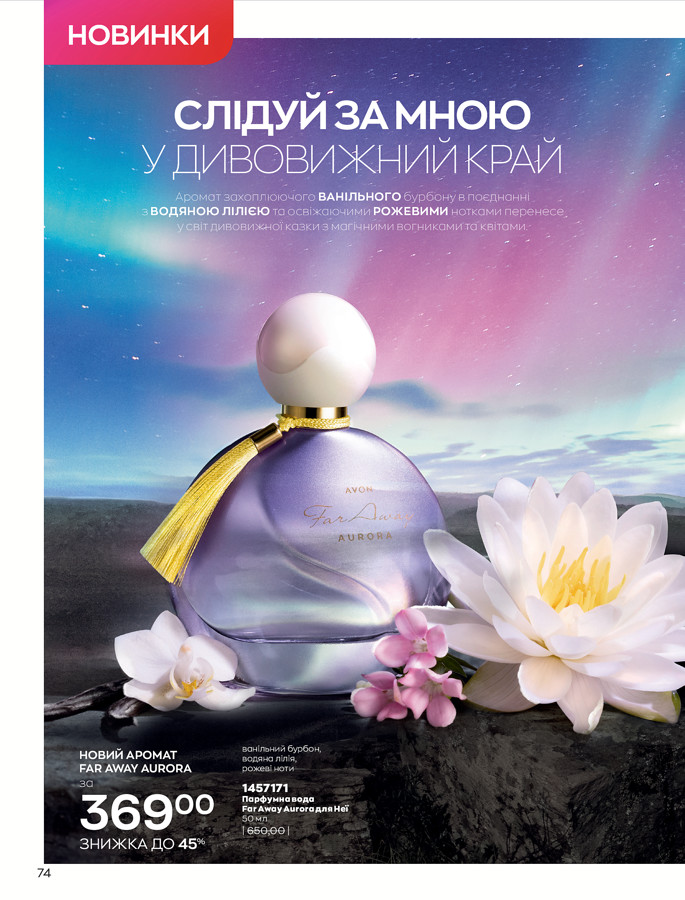 НОВИНКИ
СЛІДУЙ ЗА МНОЮ
У ДИВОВИЖНИЙ КРАЙ
Аромат захоплюючого ВАНІЛЬНОГО бурбону в поєднанні
з ВОДЯНОЮ ЛІЛІЄЮ та освіжаючими РОЖЕВИМИ нотками перенесе
у світ дивовижної казки з магічними вогниками та квітами.
AVON
Far Away
AURORA
НОВИЙ АРОМАТ
FAR AWAY AURORA
за
369⁰⁰
ЗНИЖКА ДО 45%
ванільний бурбон,
водяна лілія,
рожеві ноти
1457171
Парфумна вода
Far Away Aurora для Неї
50 мл.
| 650,00 |
74